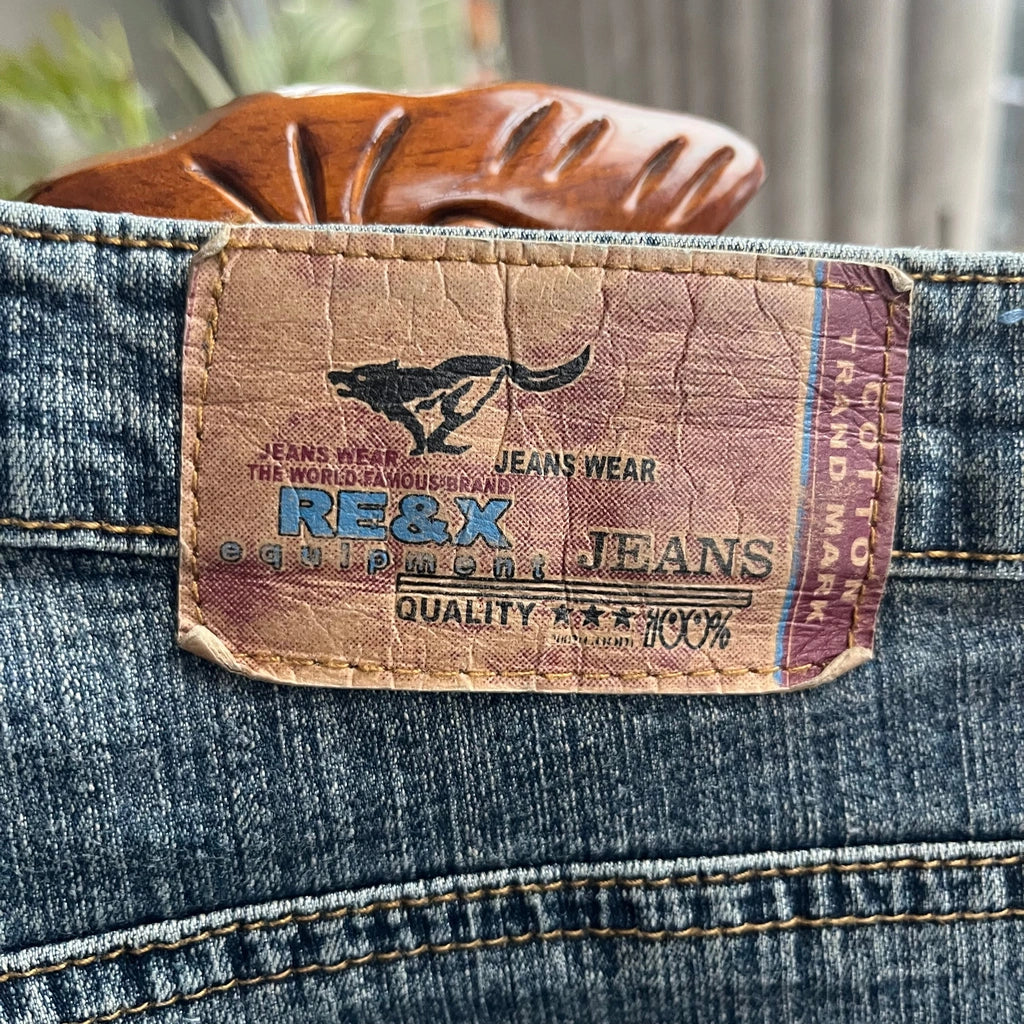 JEANS WEAR
JEANS WEAR
THE WORLD FAMOUS BRAND
RE&X
equipment JEANS
QUALITY ★★★ 100%
COTTON
TRAND MARK